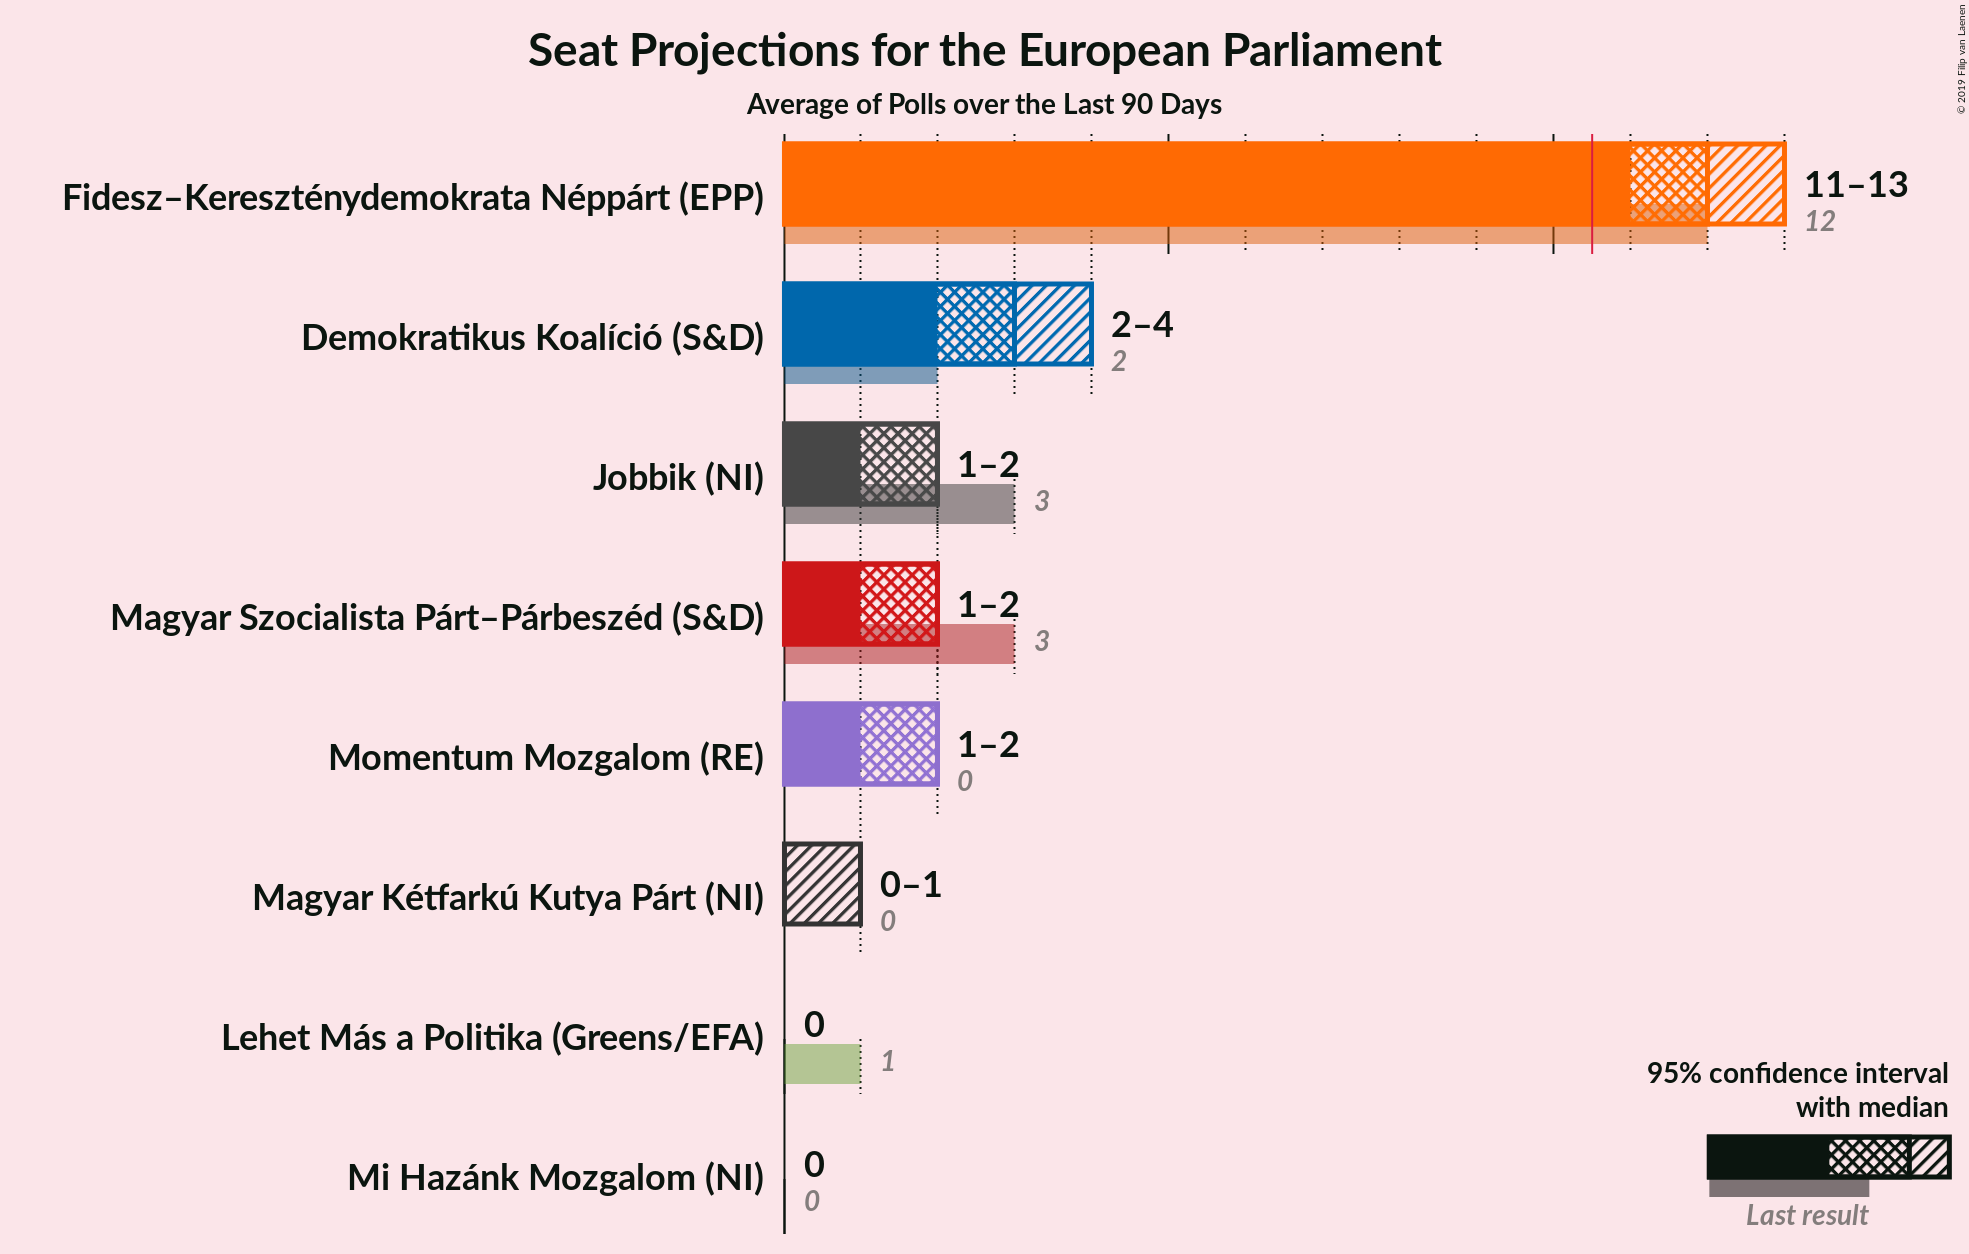 Seat Projections for the European Parliament
Average of Polls over the Last 90 Days
© 2019 Filip van Laenen
Fidesz–Kereszténydemokrata Néppárt (EPP)
11–13
12
Demokratikus Koalíció (S&D)
2–4
2
Jobbik (NI)
1–2
3
Magyar Szocialista Párt–Párbeszéd (S&D)
1–2
3
Momentum Mozgalom (RE)
1–2
0
Magyar Kétfarkú Kutya Párt (NI)
0–1
0
Lehet Más a Politika (Greens/EFA)
0
1
Mi Hazánk Mozgalom (NI)
0
0
95% confidence interval
with median
Last result